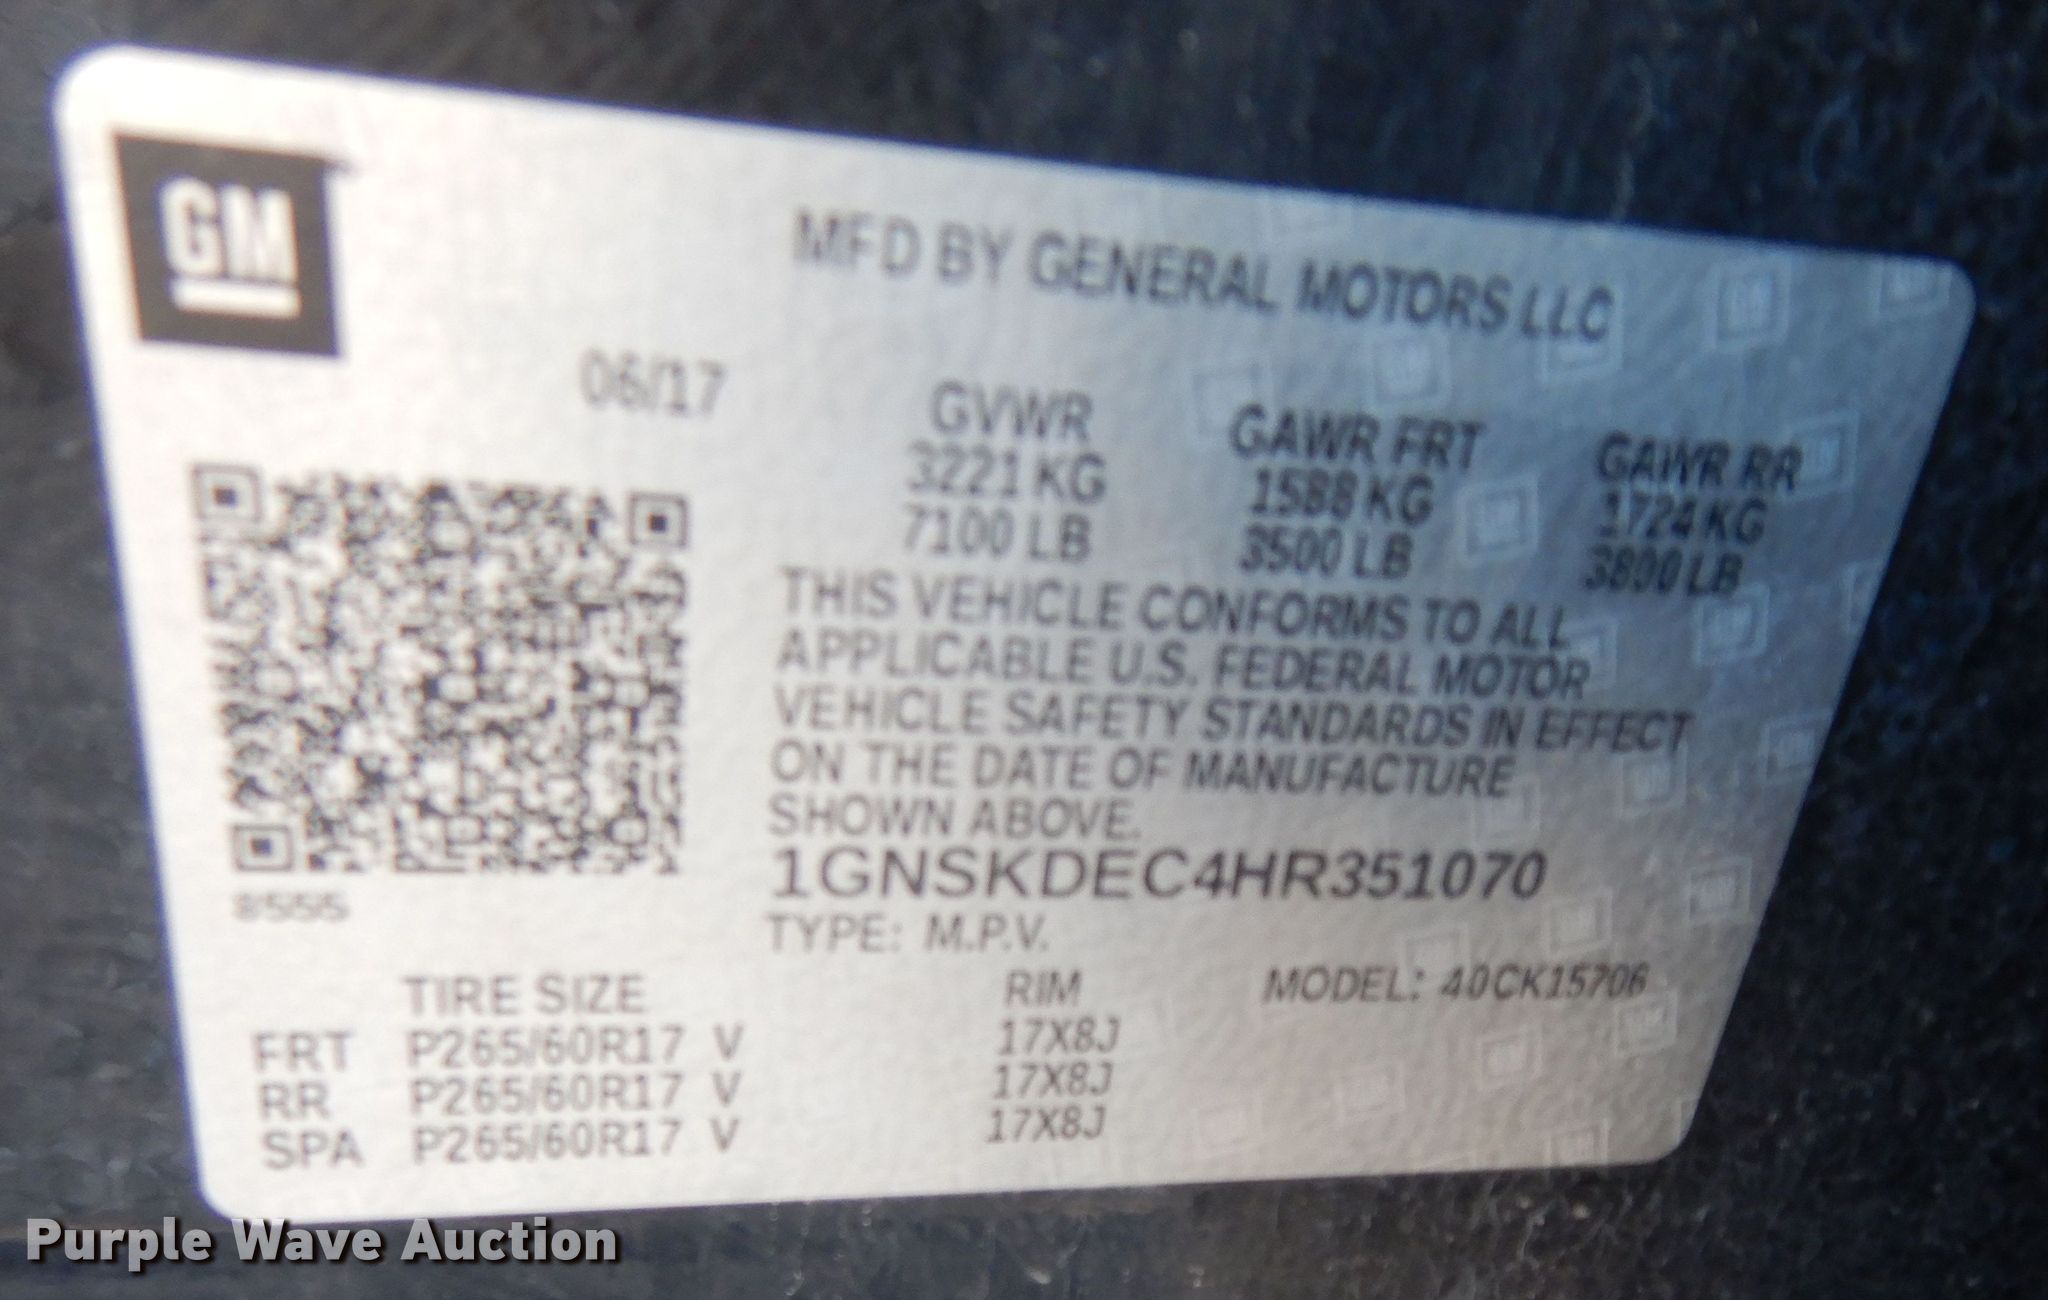 GM
MFD BY GENERAL MOTORS LLC
06/17
GVWR GAWR FRT GAWR RR
3221 KG 1588 KG 1724 KG
7100 LB 3500 LB 3800 LB
THIS VEHICLE CONFORMS TO ALL
APPLICABLE U.S. FEDERAL MOTOR
VEHICLE SAFETY STANDARDS IN EFFECT
ON THE DATE OF MANUFACTURE
SHOWN ABOVE.
1GNSKDEC4HR351070
TYPE: M.P.V.
TIRE SIZE RIM MODEL: 40CK15706
FRT P265/60R17 V 17X8J
RR P265/60R17 V 17X8J
SPA P265/60R17 V 17X8J
Purple Wave Auction